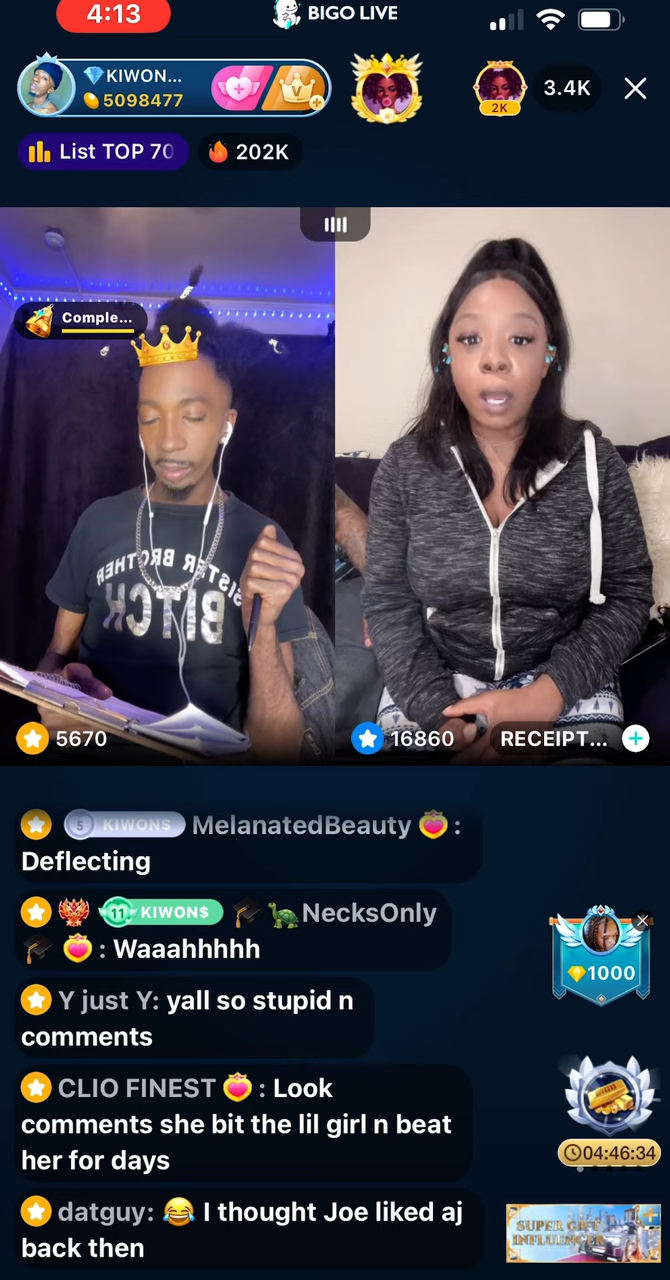 4:13
BIGO LIVE
KIWON...
5098477
2K
3.4K
List TOP 70
202K
Comple...
SISTER BROTHER
BITCH
5670
16860
RECEIPT...
5 KIWON$ MelanatedBeauty :
Deflecting
11 KIWON$ NecksOnly
: Waaahhhhh
1000
Y just Y: yall so stupid n
comments
CLIO FINEST : Look
comments she bit the lil girl n beat
her for days
04:46:34
datguy: 😂 I thought Joe liked aj
back then
SUPER GIFT
INFLUENCER